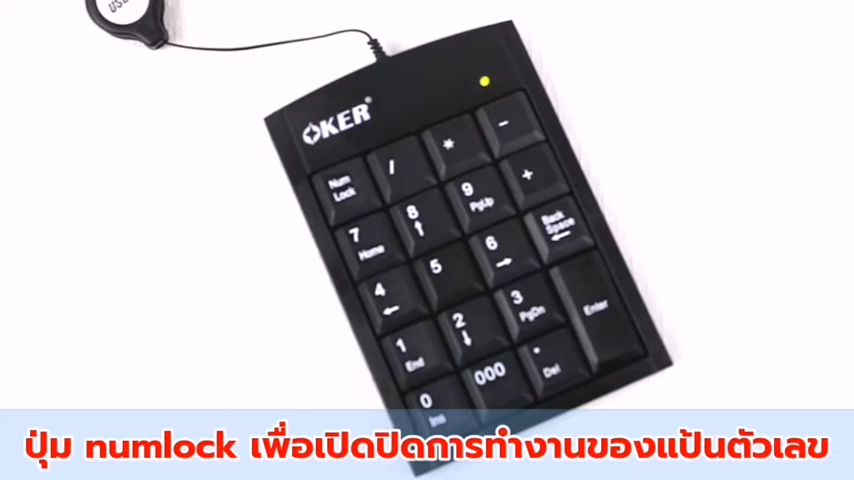 USB
OKER®
-
*
/
Num
Lock
+
9
PgUp
8
↑
7
Home
Back
Space
←
6
→
5
4
←
Enter
3
PgDn
2
↓
1
End
.
Del
000
0
Ins
ปุ่ม numlock เพื่อเปิดปิดการทำงานของแป้นตัวเลข